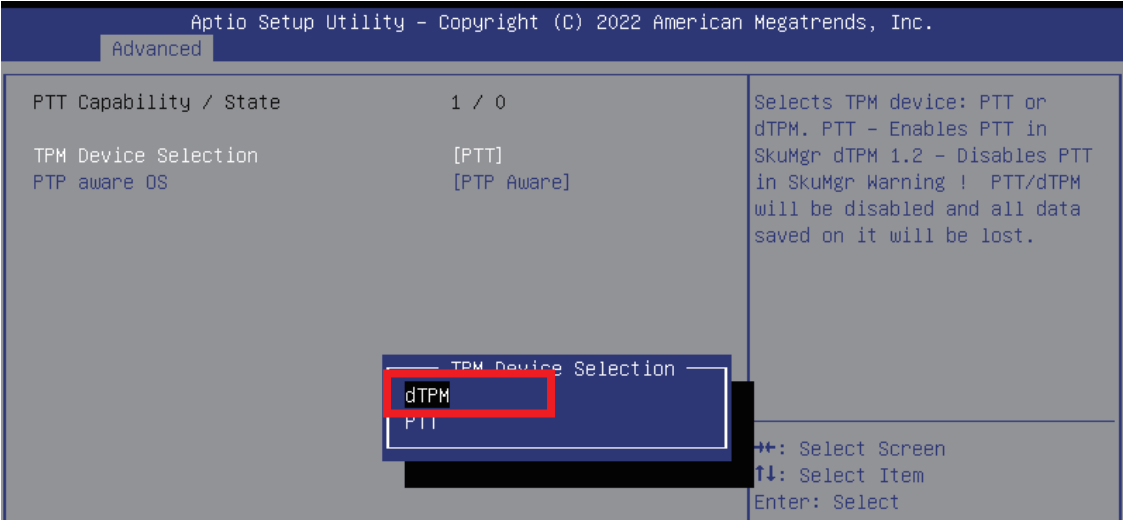 Aptio Setup Utility – Copyright (C) 2022 American Megatrends, Inc.
Advanced
PTT Capability / State 1 / 0
TPM Device Selection [PTT]
PTP aware OS [PTP Aware]
Selects TPM device: PTT or
dTPM. PTT – Enables PTT in
SkuMgr dTPM 1.2 – Disables PTT
in SkuMgr Warning ! PTT/dTPM
will be disabled and all data
saved on it will be lost.
TPM Device Selection
dTPM
PTT
→←: Select Screen
↑↓: Select Item
Enter: Select